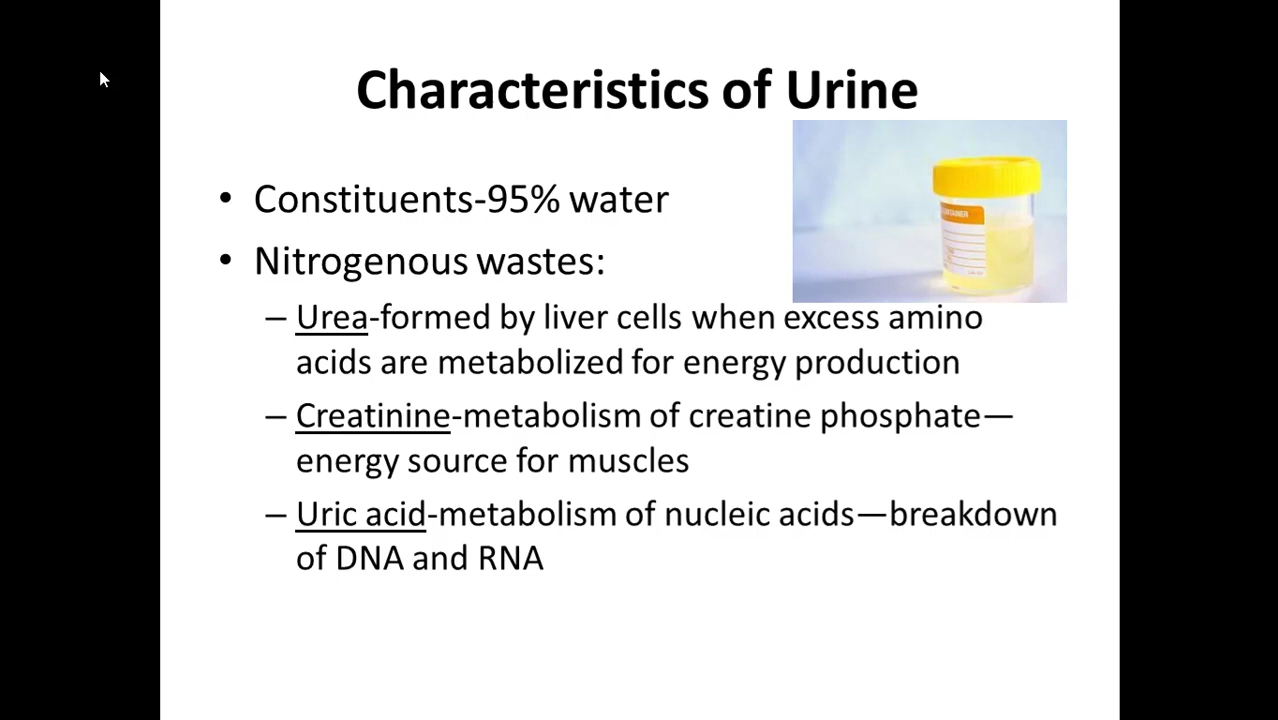 Characteristics of Urine
• Constituents-95% water
• Nitrogenous wastes:
– Urea-formed by liver cells when excess amino
acids are metabolized for energy production
– Creatinine-metabolism of creatine phosphate—
energy source for muscles
– Uric acid-metabolism of nucleic acids—breakdown
of DNA and RNA